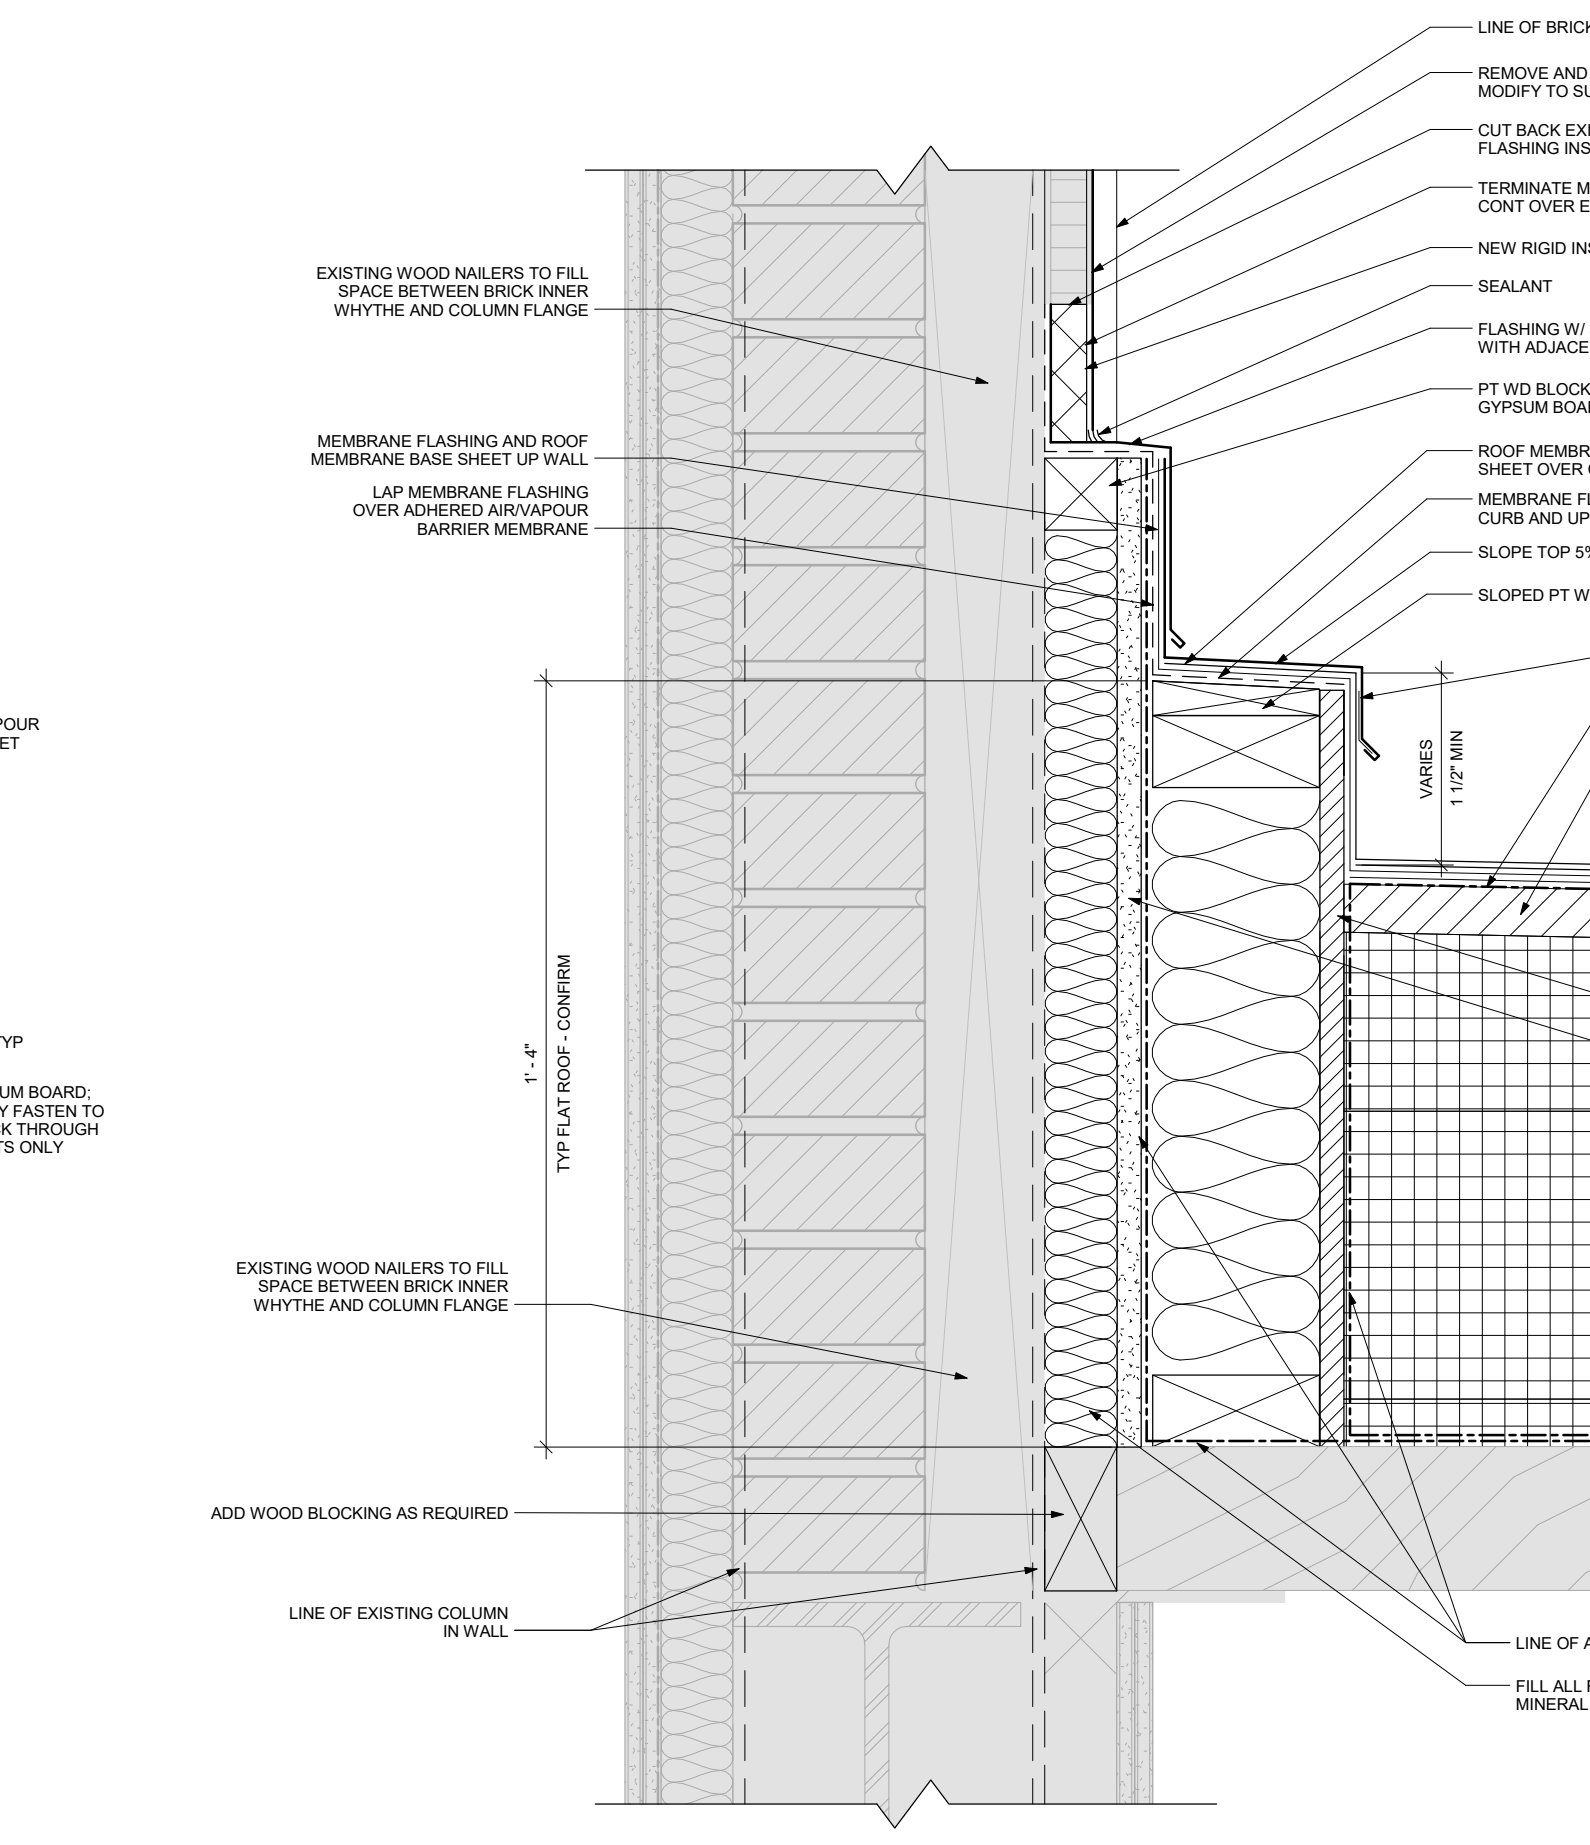 LINE OF BRICK
REMOVE AND
MODIFY TO SU
CUT BACK EXI
FLASHING INS
TERMINATE M
CONT OVER E
NEW RIGID INS
SEALANT
FLASHING W/
WITH ADJACE
PT WD BLOCK
GYPSUM BOAR
ROOF MEMBRA
SHEET OVER
MEMBRANE FL
CURB AND UP
SLOPE TOP 5%
SLOPED PT W
EXISTING WOOD NAILERS TO FILL
SPACE BETWEEN BRICK INNER
WHYTHE AND COLUMN FLANGE
MEMBRANE FLASHING AND ROOF
MEMBRANE BASE SHEET UP WALL
LAP MEMBRANE FLASHING
OVER ADHERED AIR/VAPOUR
BARRIER MEMBRANE
POUR
ET
VARIES
1 1/2" MIN
1' - 4"
TYP FLAT ROOF - CONFIRM
TYP
SUM BOARD;
Y FASTEN TO
CK THROUGH
TS ONLY
EXISTING WOOD NAILERS TO FILL
SPACE BETWEEN BRICK INNER
WHYTHE AND COLUMN FLANGE
ADD WOOD BLOCKING AS REQUIRED
LINE OF EXISTING COLUMN
IN WALL
LINE OF A
FILL ALL
MINERAL